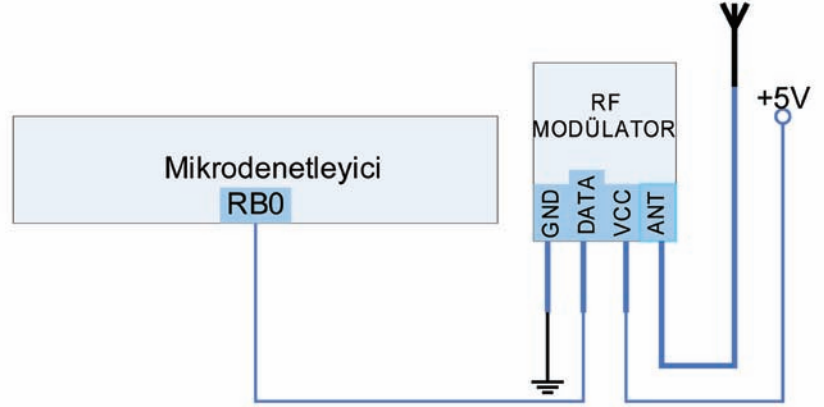 Mikrodenetleyici
RB0
RF
MODÜLATOR
GND
DATA
VCC
ANT
+5V